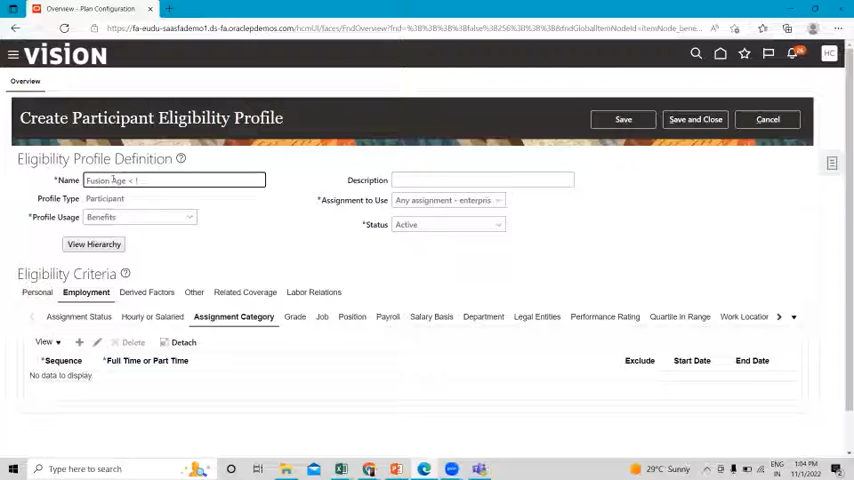 Overview - Plan Configuration
https://fa-eudu-saasfademo1.ds-fa.oraclepdemos.com/hcmUI/faces/FndOverview?fnd=%3B%3B%3B%3Bfalse%3B256%3B%3B%3B&fndGlobalItemNodeId=itemNode_bene...
VISION
HC
Overview
Create Participant Eligibility Profile
Save
Save and Close
Cancel
Eligibility Profile Definition
*Name Fusion Age < !
Description
Profile Type Participant
*Assignment to Use Any assignment - enterpris
*Profile Usage Benefits
*Status Active
View Hierarchy
Eligibility Criteria
Personal Employment Derived Factors Other Related Coverage Labor Relations
Assignment Status Hourly or Salaried Assignment Category Grade Job Position Payroll Salary Basis Department Legal Entities Performance Rating Quartile in Range Work Location
View Delete Detach
*Sequence *Full Time or Part Time Exclude Start Date End Date
No data to display.
Type here to search
29°C Sunny
ENG
IN
1:04 PM
11/1/2022